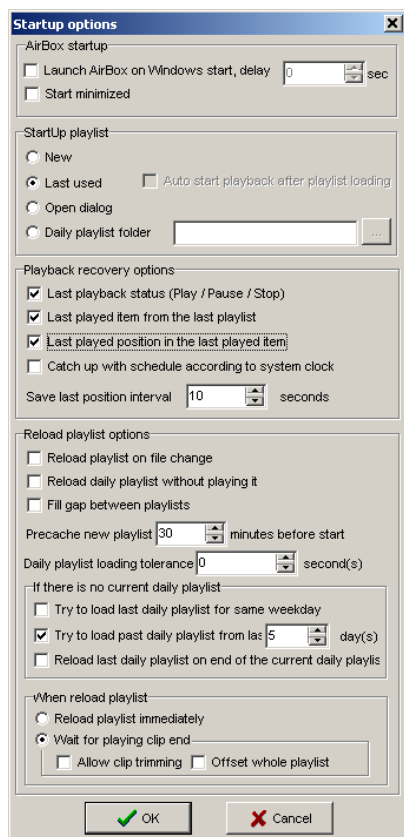 Startup options
AirBox startup
Launch AirBox on Windows start, delay 0 sec
Start minimized
StartUp playlist
New
Last used Auto start playback after playlist loading
Open dialog
Daily playlist folder ...
Playback recovery options
Last playback status (Play / Pause / Stop)
Last played item from the last playlist
Last played position in the last played item
Catch up with schedule according to system clock
Save last position interval 10 seconds
Reload playlist options
Reload playlist on file change
Reload daily playlist without playing it
Fill gap between playlists
Precache new playlist 30 minutes before start
Daily playlist loading tolerance 0 second(s)
If there is no current daily playlist
Try to load last daily playlist for same weekday
Try to load past daily playlist from las 5 day(s)
Reload last daily playlist on end of the current daily playlis
When reload playlist
Reload playlist immediately
Wait for playing clip end
Allow clip trimming Offset whole playlist
OK Cancel